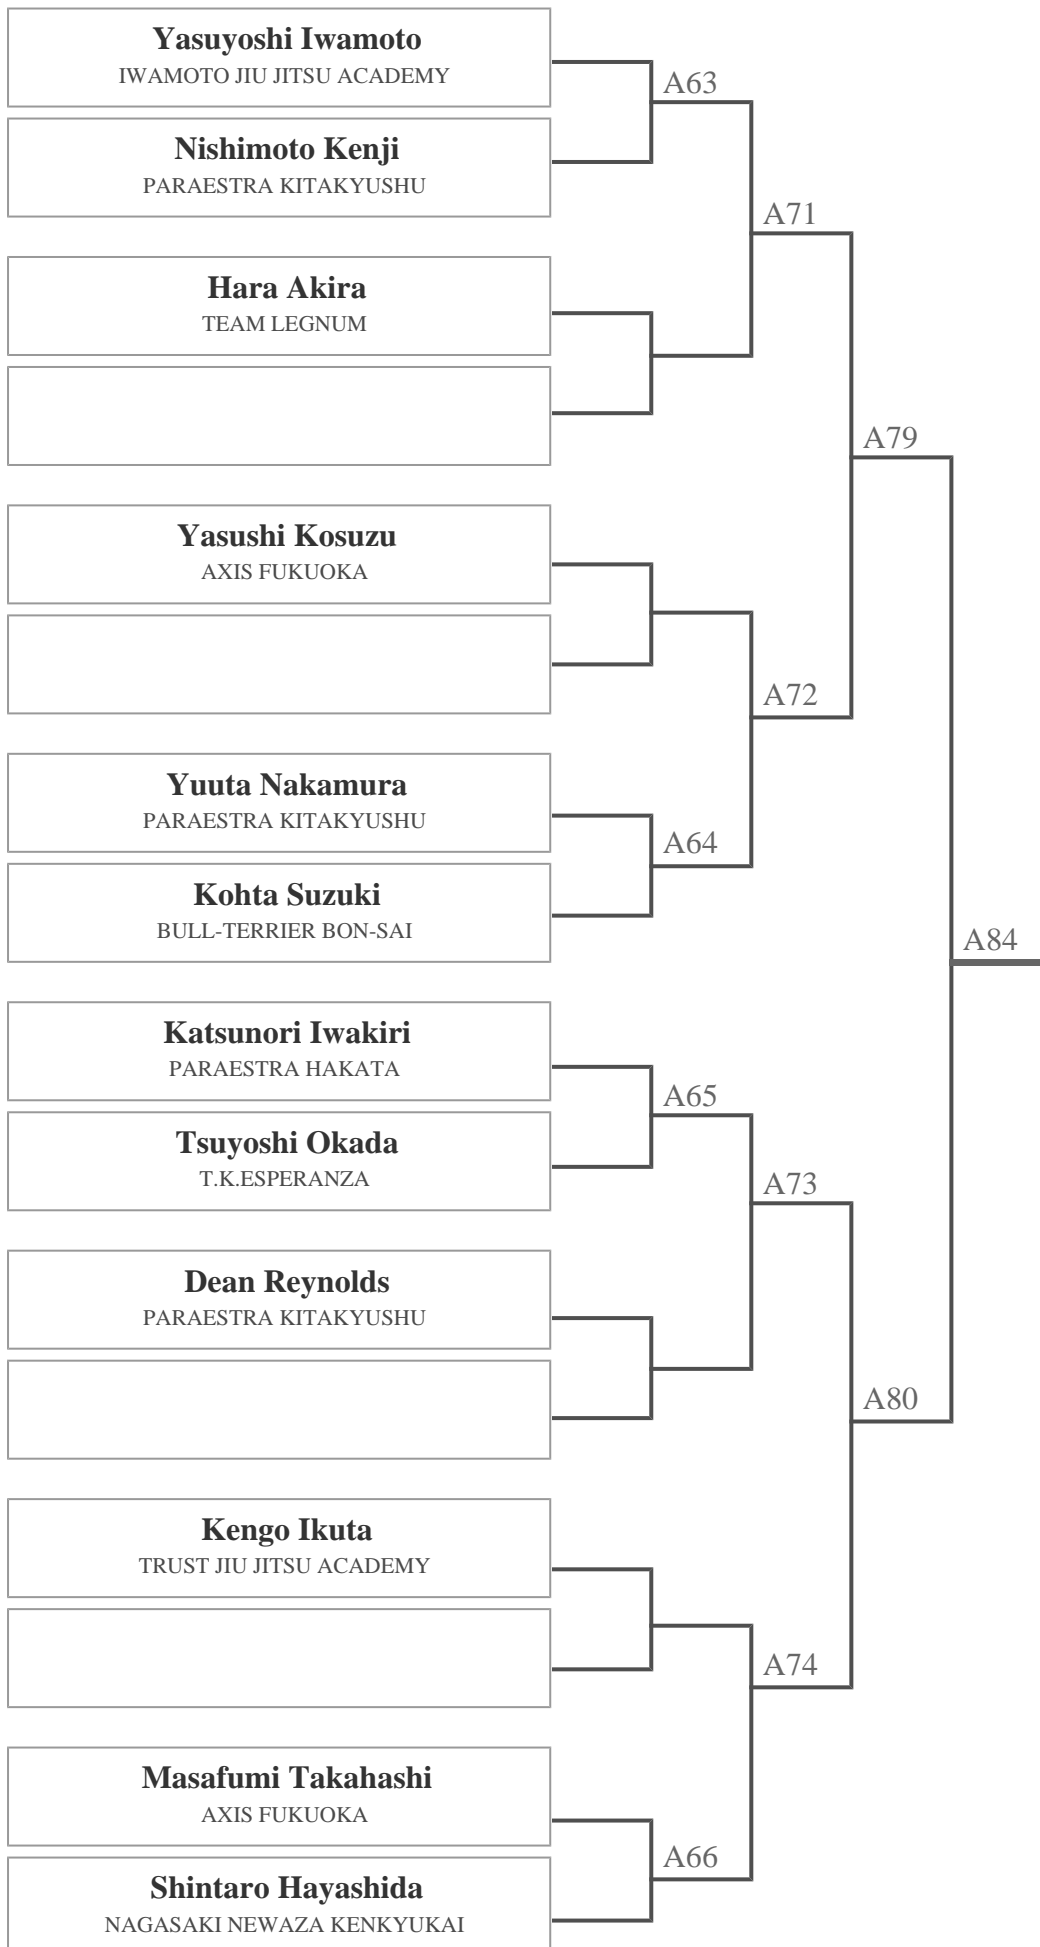 Yasuyoshi Iwamoto
IWAMOTO JIU JITSU ACADEMY
A63
Nishimoto Kenji
PARAESTRA KITAKYUSHU
A71
Hara Akira
TEAM LEGNUM
A79
Yasushi Kosuzu
AXIS FUKUOKA
A72
Yuuta Nakamura
PARAESTRA KITAKYUSHU
A64
Kohta Suzuki
BULL-TERRIER BON-SAI
A84
Katsunori Iwakiri
PARAESTRA HAKATA
A65
Tsuyoshi Okada
T.K.ESPERANZA
A73
Dean Reynolds
PARAESTRA KITAKYUSHU
A80
Kengo Ikuta
TRUST JIU JITSU ACADEMY
A74
Masafumi Takahashi
AXIS FUKUOKA
A66
Shintaro Hayashida
NAGASAKI NEWAZA KENKYUKAI